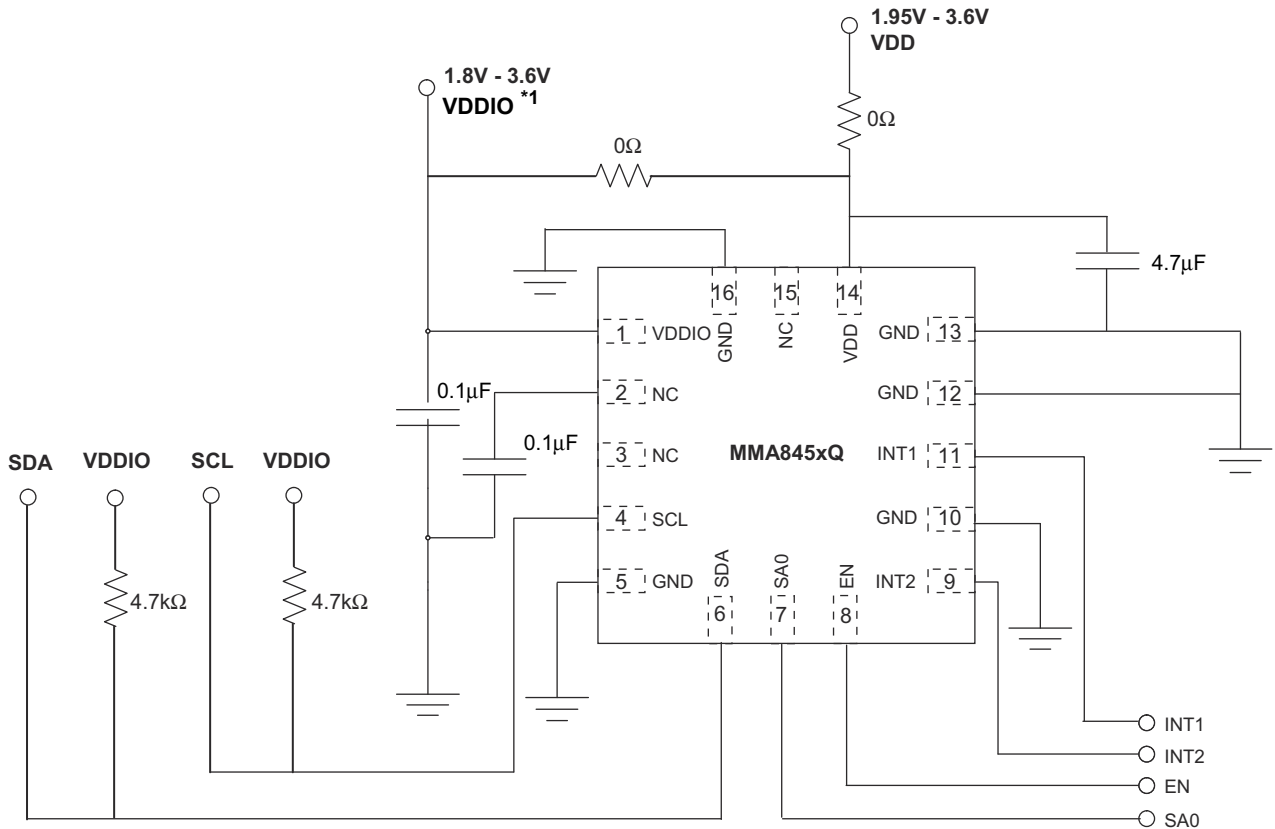 1.95V - 3.6V
VDD
1.8V - 3.6V
VDDIO *1
0Ω
0Ω
4.7μF
16 15 14
GND NC VDD
1 VDDIO
GND 13
0.1μF
2 NC
GND 12
0.1μF
3 NC
MMA845xQ
INT1 11
SDA VDDIO SCL VDDIO
4 SCL
GND 10
5 GND
SDA SA0 EN
INT2 9
6 7 8
4.7kΩ
4.7kΩ
INT1
INT2
EN
SA0